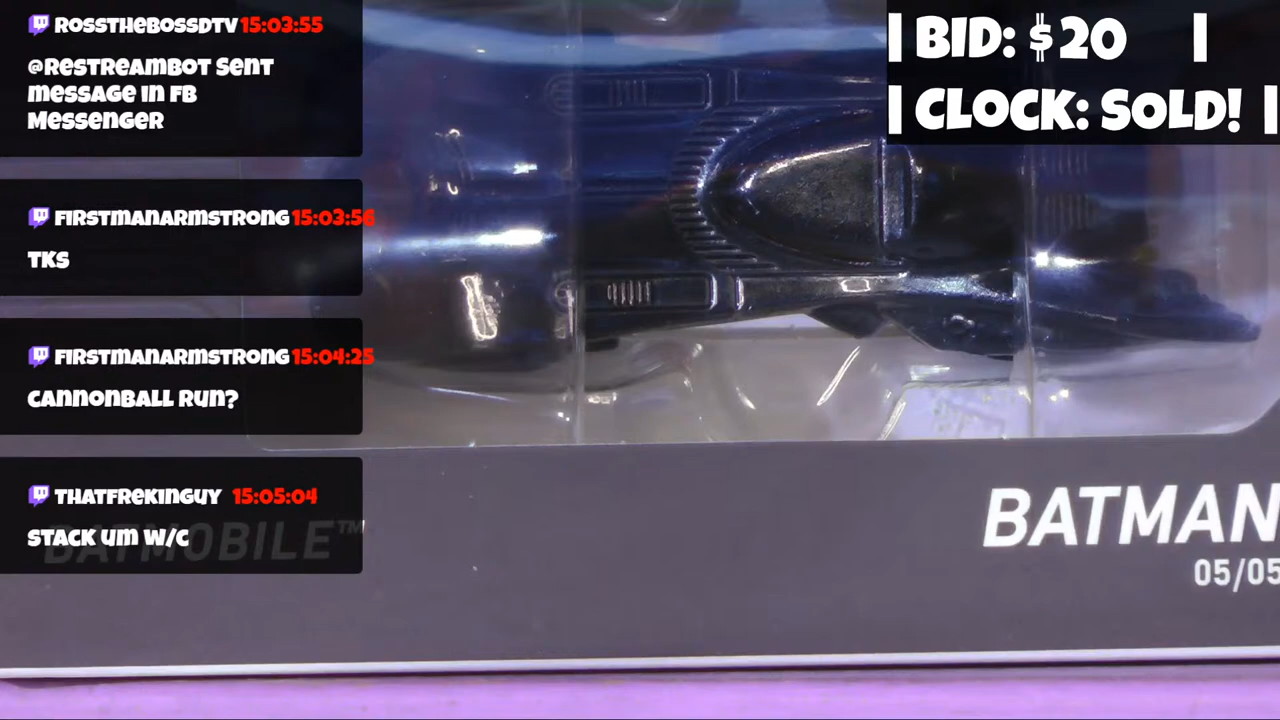 RossTheBossDTV 15:03:55
@Restreambot sent
message in FB
Messenger
firstmanarmstrong 15:03:56
tks
firstmanarmstrong 15:04:25
Cannonball Run?
thatfrekinguy 15:05:04
stack um w/c
| BID: $20 |
| CLOCK: SOLD! |
BATMOBILE™
BATMAN
05/05